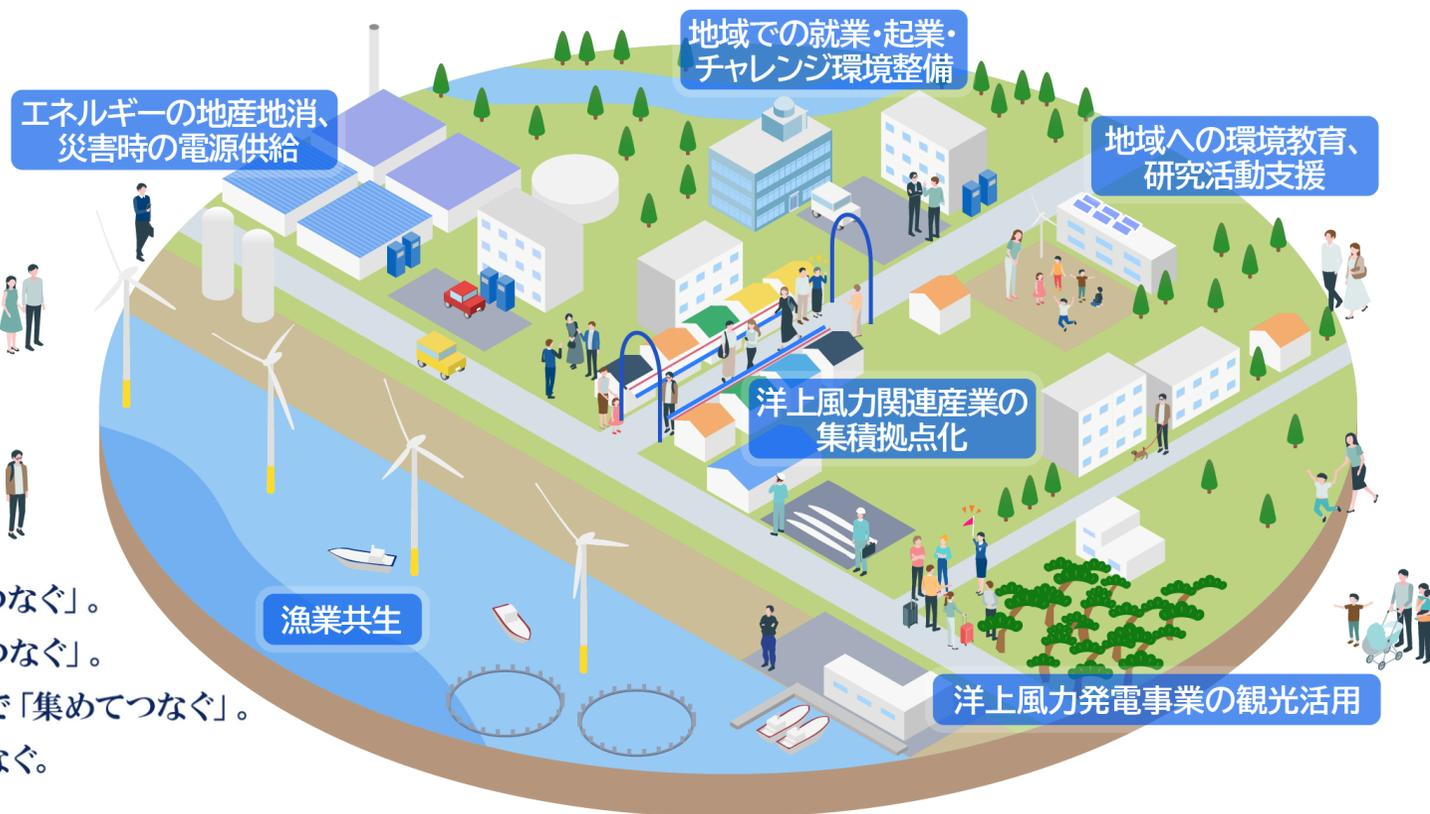 地域での就業・起業・
チャレンジ環境整備
エネルギーの地産地消、
災害時の電源供給
地域への環境教育、
研究活動支援
洋上風力関連産業の
集積拠点化
漁業共生
洋上風力発電事業の観光活用
なぐ」。
つなぐ」。
で「集めてつなぐ」。
なぐ。